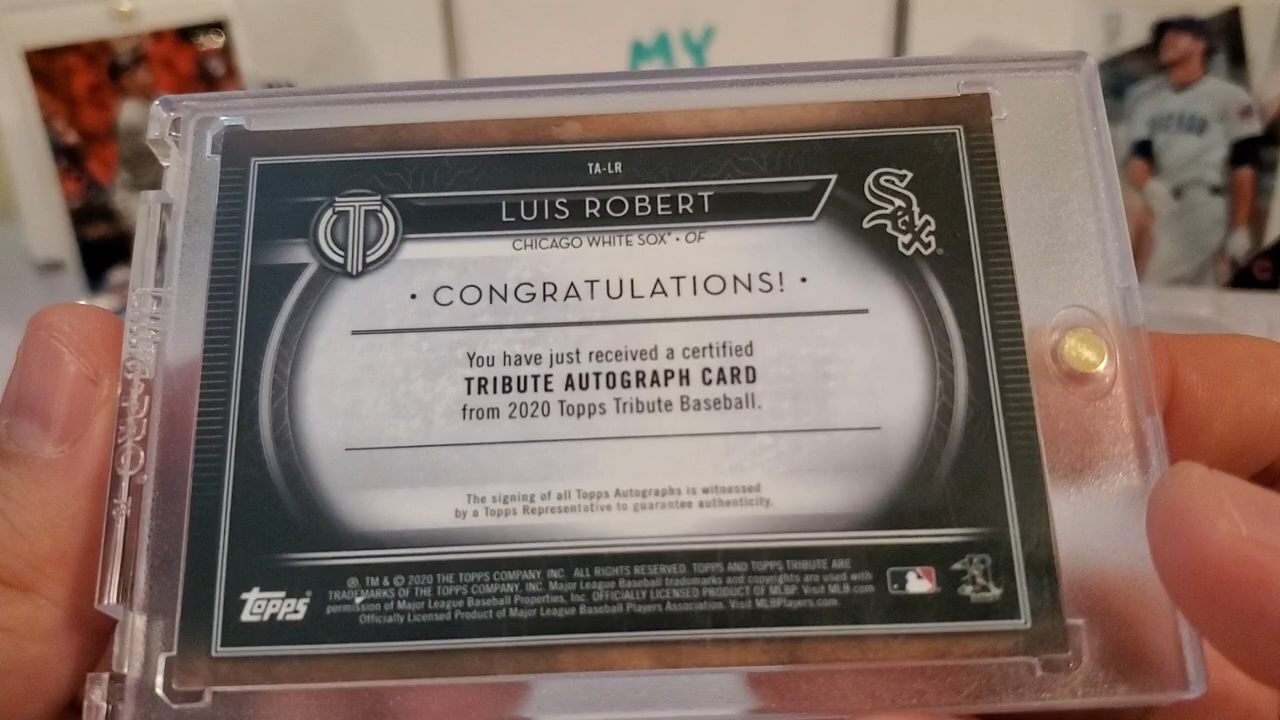 MY
TA-LR
LUIS ROBERT
Sox
CHICAGO WHITE SOX® • OF
• CONGRATULATIONS! •
You have just received a certified
TRIBUTE AUTOGRAPH CARD
from 2020 Topps Tribute Baseball.
The signing of all Topps Autographs is witnessed
by a Topps Representative to guarantee authenticity.
®, TM & © 2020 THE TOPPS COMPANY, INC. ALL RIGHTS RESERVED. TOPPS AND TOPPS TRIBUTE ARE
TRADEMARKS OF THE TOPPS COMPANY, INC. Major League Baseball trademarks and copyrights are used with
permission of Major League Baseball Properties, Inc. OFFICIALLY LICENSED PRODUCT OF MLBP. Visit MLB.com
Officially Licensed Product of Major League Baseball Players Association. Visit MLBPlayers.com
topps®